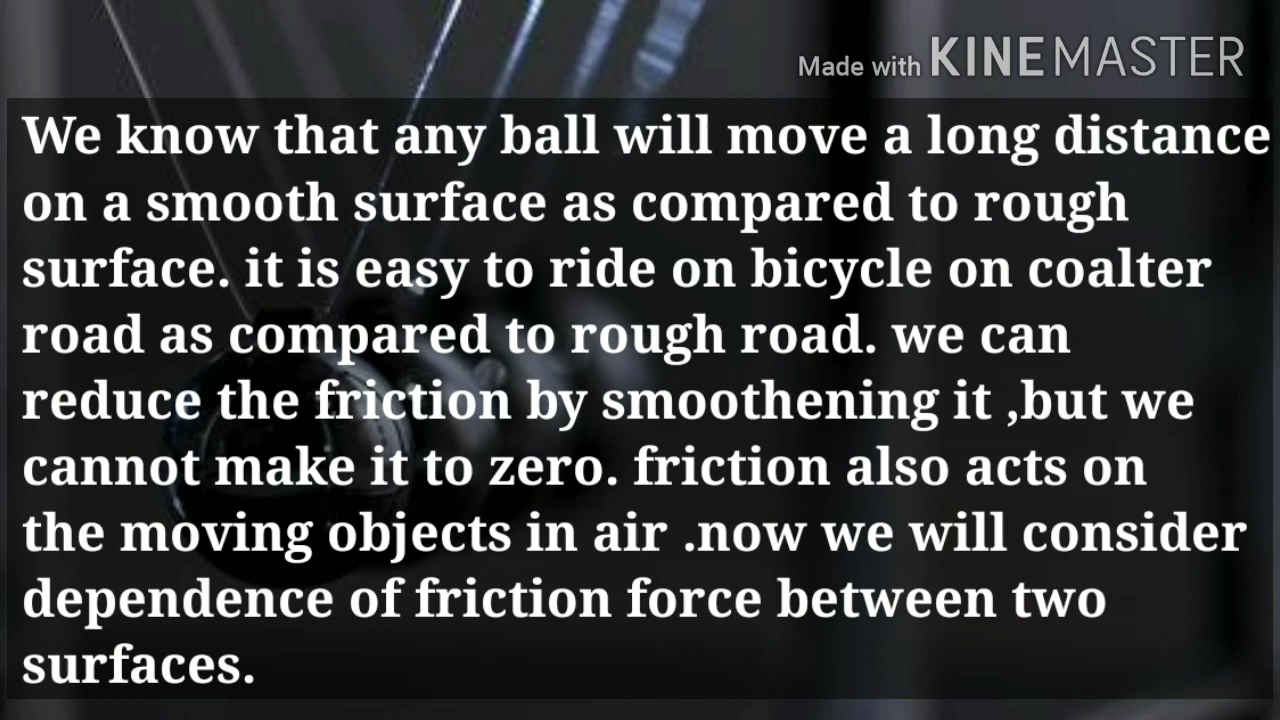 Made with KINEMASTER
We know that any ball will move a long distance
on a smooth surface as compared to rough
surface. it is easy to ride on bicycle on coalter
road as compared to rough road. we can
reduce the friction by smoothening it ,but we
cannot make it to zero. friction also acts on
the moving objects in air .now we will consider
dependence of friction force between two
surfaces.